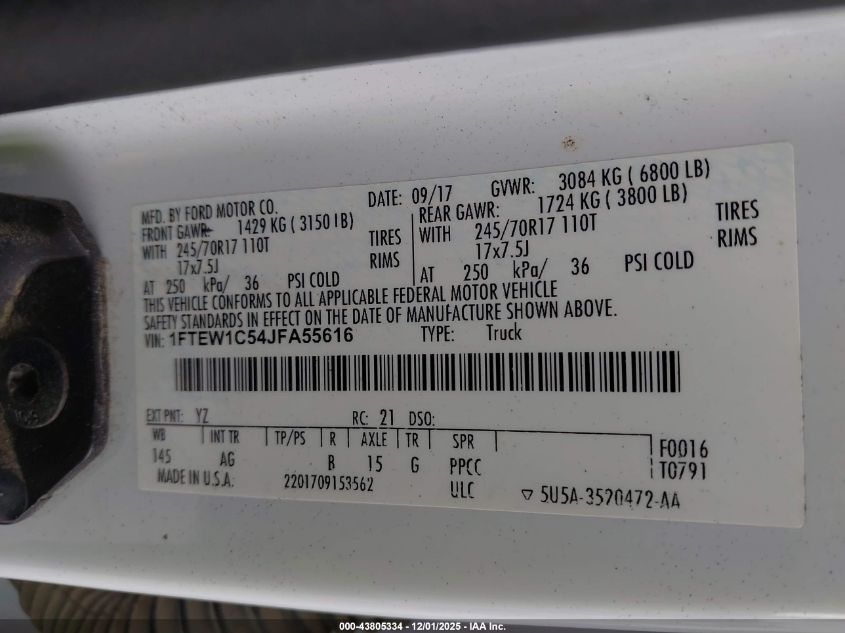 MFD. BY FORD MOTOR CO. DATE: 09/17 GVWR: 3084 KG ( 6800 LB)
FRONT GAWR: 1429 KG ( 3150 lB) REAR GAWR: 1724 KG ( 3800 LB)
WITH 245/70R17 110T TIRES WITH 245/70R17 110T TIRES
17x7.5J RIMS 17x7.5J RIMS
AT 250 kPa/ 36 PSI COLD AT 250 kPa/ 36 PSI COLD
THIS VEHICLE CONFORMS TO ALL APPLICABLE FEDERAL MOTOR VEHICLE
SAFETY STANDARDS IN EFFECT ON THE DATE OF MANUFACTURE SHOWN ABOVE.
VIN: 1FTEW1C54JFA55616 TYPE: Truck
EXT PNT: YZ RC: 21 DSO:
WB INT TR TP/PS R AXLE TR SPR F0016
145 AG B 15 G PPCC T0791
MADE IN U.S.A. 2201709153562 ULC ▽ 5U5A-3520472-AA
000-43805334 • 12/01/2025 - IAA Inc.